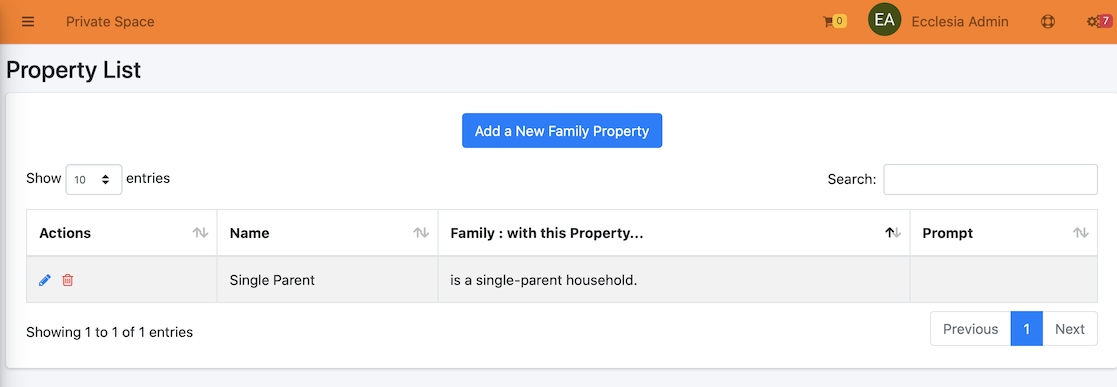 Private Space 0 EA Ecclesia Admin 7
Property List
Add a New Family Property
Show 10 entries Search:
Actions Name Family : with this Property... Prompt
Single Parent is a single-parent household.
Showing 1 to 1 of 1 entries Previous 1 Next